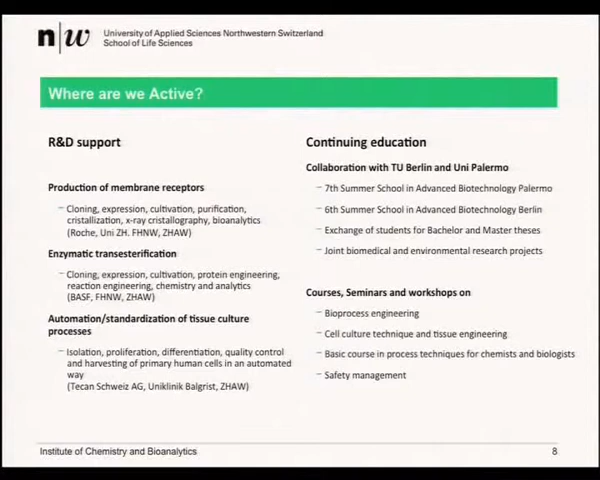 n|w University of Applied Sciences Northwestern Switzerland
School of Life Sciences
Where are we Active?
R&D support
Production of membrane receptors
– Cloning, expression, cultivation, purification,
cristallization, x-ray cristallography, bioanalytics
(Roche, Uni ZH. FHNW, ZHAW)
Enzymatic transesterification
– Cloning, expression, cultivation, protein engineering,
reaction engineering, chemistry and analytics
(BASF, FHNW, ZHAW)
Automation/standardization of tissue culture
processes
– Isolation, proliferation, differentiation, quality control
and harvesting of primary human cells in an automated
way
(Tecan Schweiz AG, Uniklinik Balgrist, ZHAW)
Continuing education
Collaboration with TU Berlin and Uni Palermo
– 7th Summer School in Advanced Biotechnology Palermo
– 6th Summer School in Advanced Biotechnology Berlin
– Exchange of students for Bachelor and Master theses
– Joint biomedical and environmental research projects
Courses, Seminars and workshops on
– Bioprocess engineering
– Cell culture technique and tissue engineering
– Basic course in process techniques for chemists and biologists
– Safety management
Institute of Chemistry and Bioanalytics
8